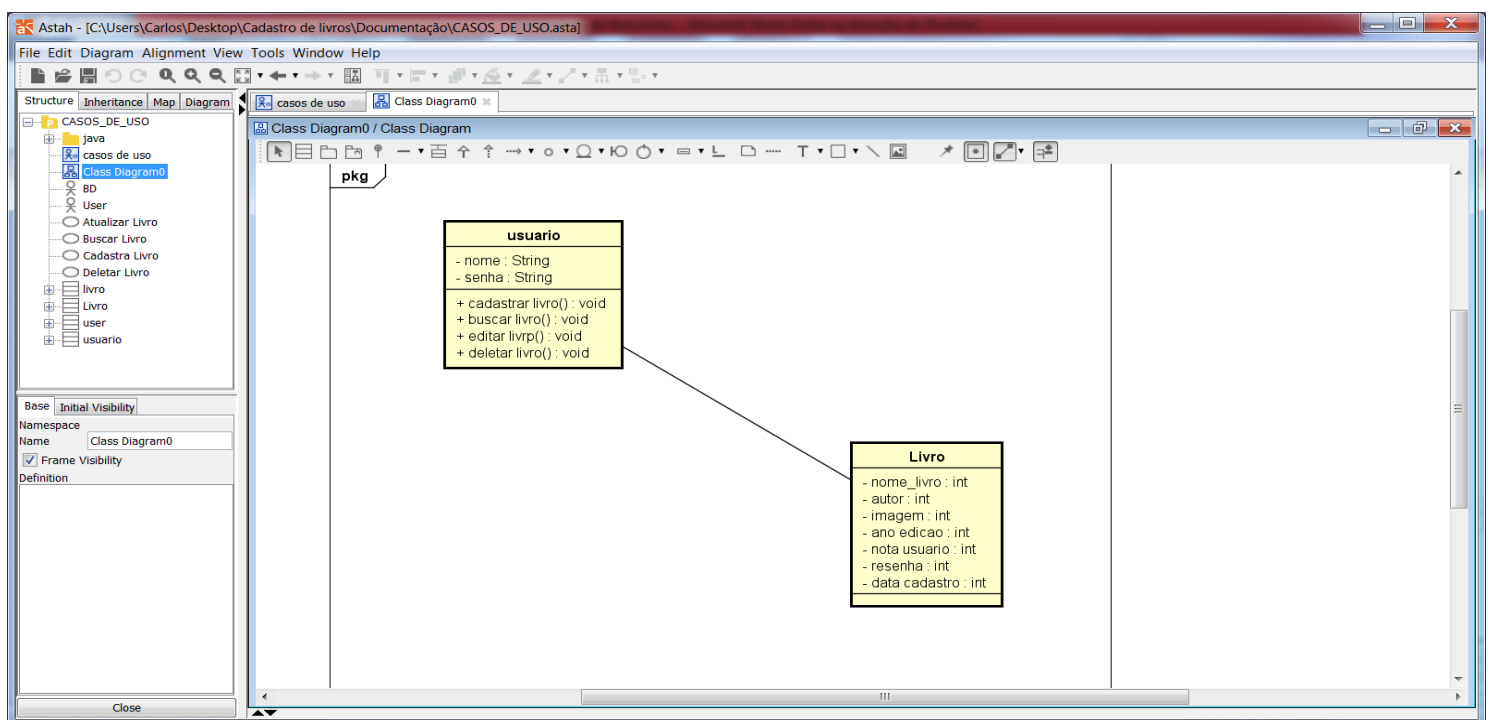 Astah - [C:\Users\Carlos\Desktop\Cadastro de livros\Documentação\CASOS_DE_USO.asta]
File Edit Diagram Alignment View Tools Window Help
Structure Inheritance Map Diagram
CASOS_DE_USO
java
casos de uso
Class Diagram0
BD
User
Atualizar Livro
Buscar Livro
Cadastra Livro
Deletar Livro
livro
Livro
user
usuario
Base Initial Visibility
Namespace
Name Class Diagram0
Frame Visibility
Definition
Close
casos de uso Class Diagram0
Class Diagram0 / Class Diagram
T
pkg
usuario
- nome : String
- senha : String
+ cadastrar livro() : void
+ buscar livro() : void
+ editar livrp() : void
+ deletar livro() : void
Livro
- nome_livro : int
- autor : int
- imagem : int
- ano edicao : int
- nota usuario : int
- resenha : int
- data cadastro : int